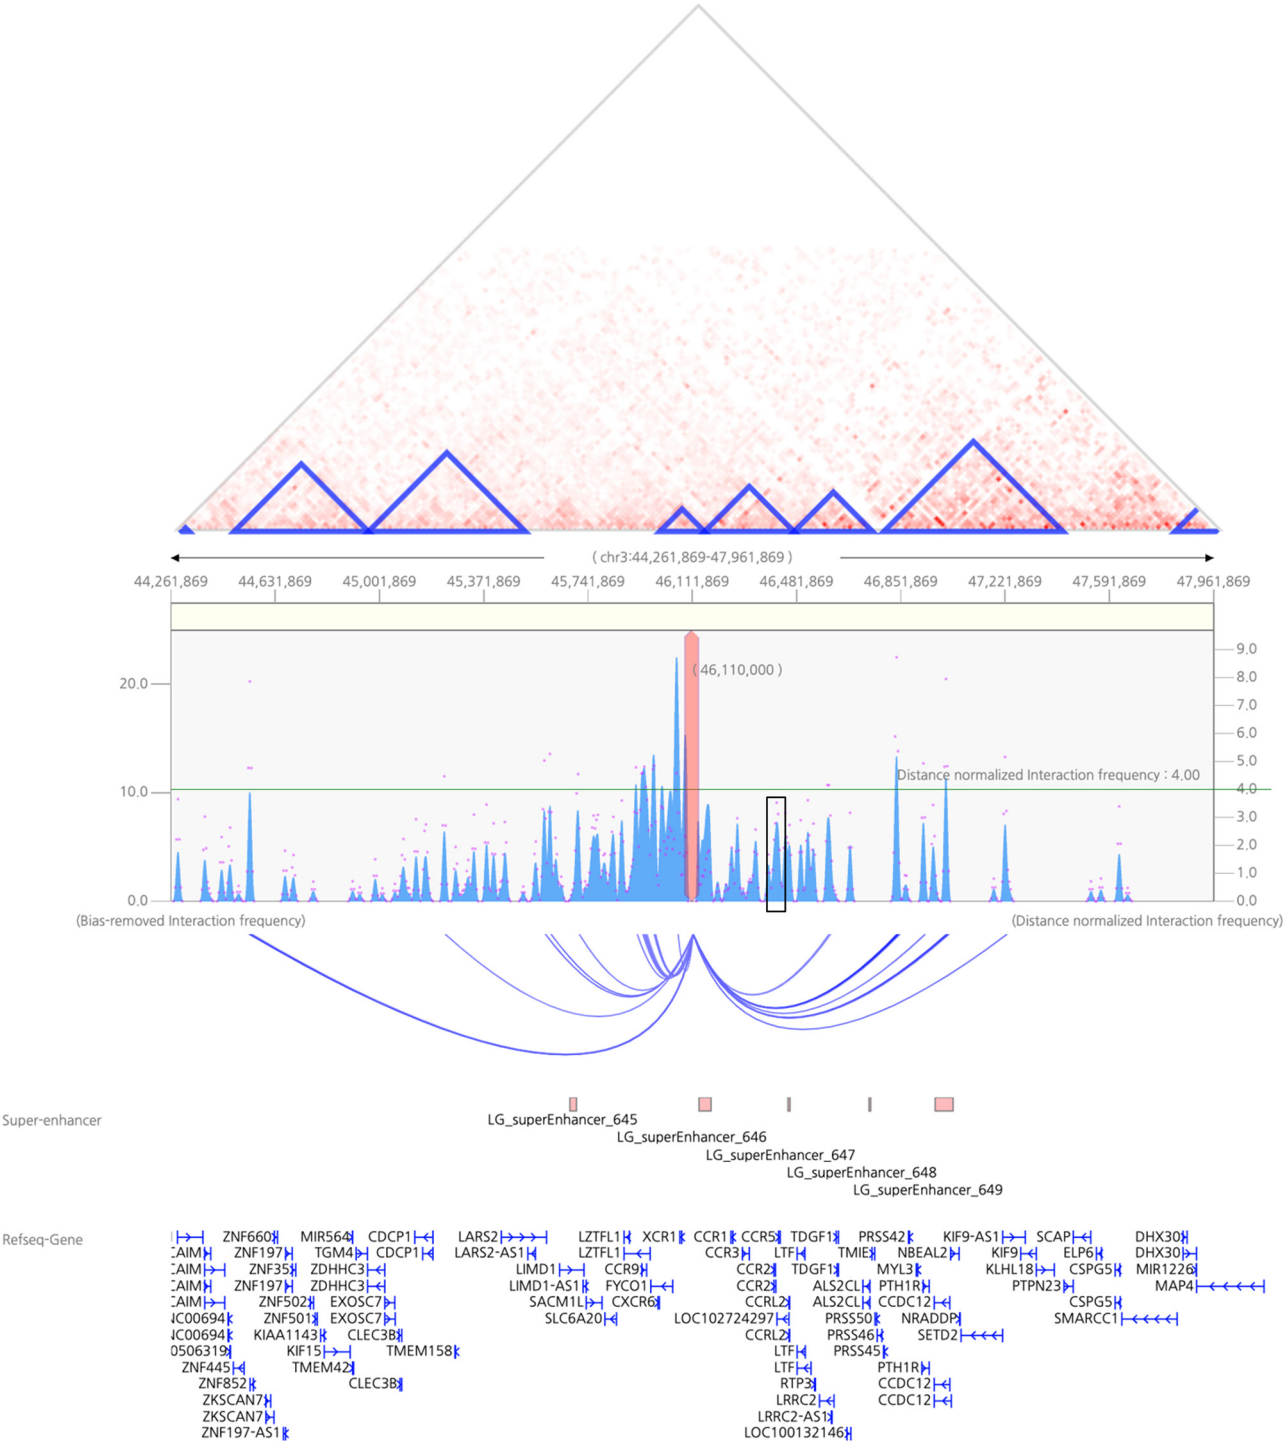 ( chr3:44,261,869-47,961,869 )
44,261,869 44,631,869 45,001,869 45,371,869 45,741,869 46,111,869 46,481,869 46,851,869 47,221,869 47,591,869 47,961,869
9.0
( 46,110,000 )
20.0 8.0
7.0
6.0
5.0
Distance normalized Interaction frequency : 4.00
10.0 4.0
3.0
2.0
1.0
0.0 0.0
(Bias-removed Interaction frequency) (Distance normalized Interaction frequency)
Super-enhancer
LG_superEnhancer_645
LG_superEnhancer_646
LG_superEnhancer_647
LG_superEnhancer_648
LG_superEnhancer_649
Refseq-Gene
ZNF660 MIR564 CDCP1 LARS2 LZTFL1 XCR1 CCR1 CCR5 TDGF1 PRSS42 KIF9-AS1 SCAP DHX30
CAIM ZNF197 TGM4 CDCP1 LARS2-AS1 LZTFL1 CCR3 LTF TMIE NBEAL2 KIF9 ELP6 DHX30
CAIM ZNF35 ZDHHC3 LIMD1 CCR9 CCR2 TDGF1 MYL3 KLHL18 CSPG5 MIR1226
CAIM ZNF197 ZDHHC3 LIMD1-AS1 FYCO1 CCR2 ALS2CL PTH1R PTPN23 MAP4
CAIM ZNF502 EXOSC7 SACM1L CXCR6 CCRL2 ALS2CL CCDC12 CSPG5
NC00694 ZNF501 EXOSC7 SLC6A20 LOC102724297 PRSS50 NRADDP SMARCC1
NC00694 KIAA1143 CLEC3B CCRL2 PRSS46 SETD2
0506319 KIF15 TMEM158 LTF PRSS45
ZNF445 TMEM42 LTF PTH1R
ZNF852 CLEC3B RTP3 CCDC12
ZKSCAN7 LRRC2 CCDC12
ZKSCAN7 LRRC2-AS1
ZNF197-AS1 LOC100132146